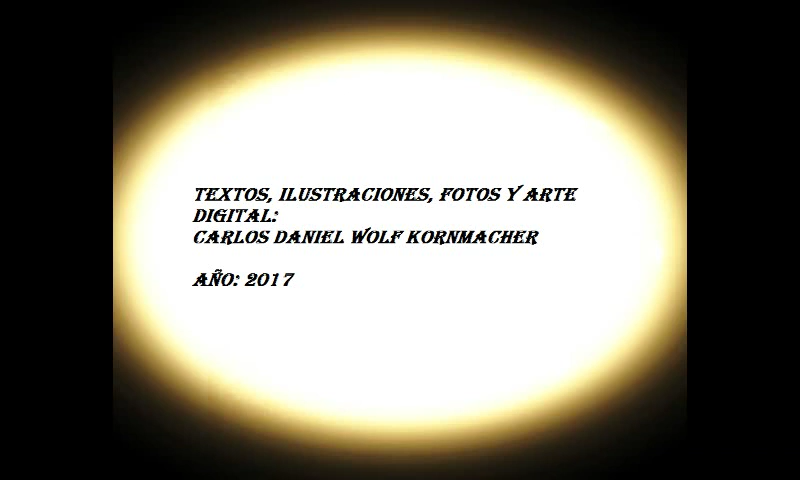 TEXTOS, ILUSTRACIONES, FOTOS Y ARTE
DIGITAL:
CARLOS DANIEL WOLF KORNMACHER
AÑO: 2017